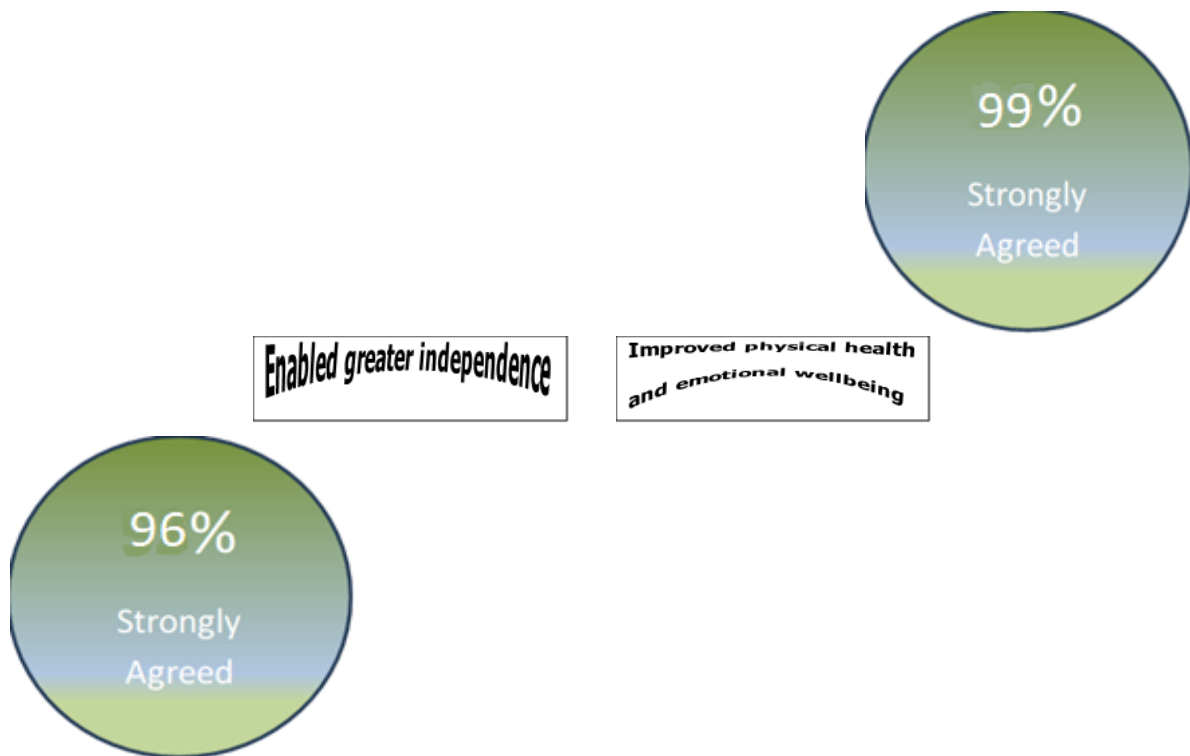 99%
Strongly
Agreed
Enabled greater independence
Improved physical health
and emotional wellbeing
96%
Strongly
Agreed